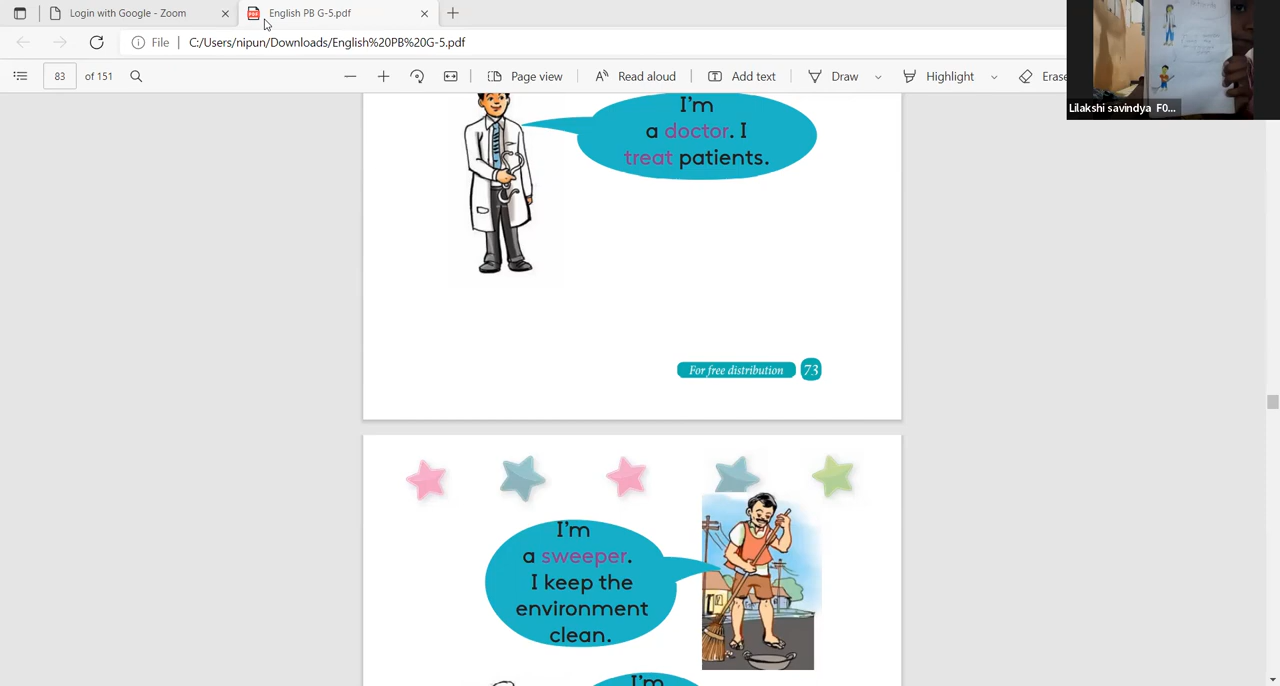 Login with Google - Zoom
English PB G-5.pdf
File
C:/Users/nipun/Downloads/English%20PB%20G-5.pdf
83 of 151
Page view
Read aloud
Add text
Draw
Highlight
Erase
Lilakshi savindya F0...
I'm
a doctor. I
treat patients.
For free distribution 73
I'm
a sweeper.
I keep the
environment
clean.
I'm